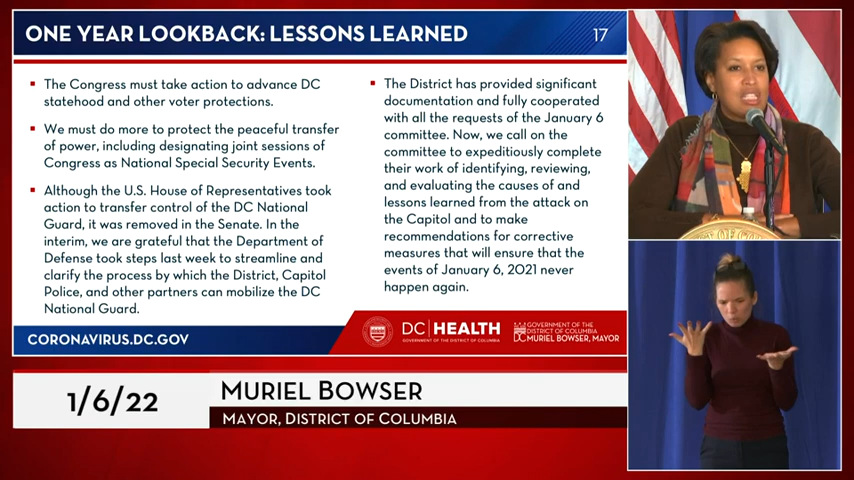 ONE YEAR LOOKBACK: LESSONS LEARNED
17
▪ The Congress must take action to advance DC
statehood and other voter protections.
▪ We must do more to protect the peaceful transfer
of power, including designating joint sessions of
Congress as National Special Security Events.
▪ Although the U.S. House of Representatives took
action to transfer control of the DC National
Guard, it was removed in the Senate. In the
interim, we are grateful that the Department of
Defense took steps last week to streamline and
clarify the process by which the District, Capitol
Police, and other partners can mobilize the DC
National Guard.
▪ The District has provided significant
documentation and fully cooperated
with all the requests of the January 6
committee. Now, we call on the
committee to expeditiously complete
their work of identifying, reviewing,
and evaluating the causes of and
lessons learned from the attack on
the Capitol and to make
recommendations for corrective
measures that will ensure that the
events of January 6, 2021 never
happen again.
CORONAVIRUS.DC.GOV
DC | HEALTH
GOVERNMENT OF THE DISTRICT OF COLUMBIA
GOVERNMENT OF THE
DISTRICT OF COLUMBIA
DC MURIEL BOWSER, MAYOR
1/6/22
MURIEL BOWSER
MAYOR, DISTRICT OF COLUMBIA